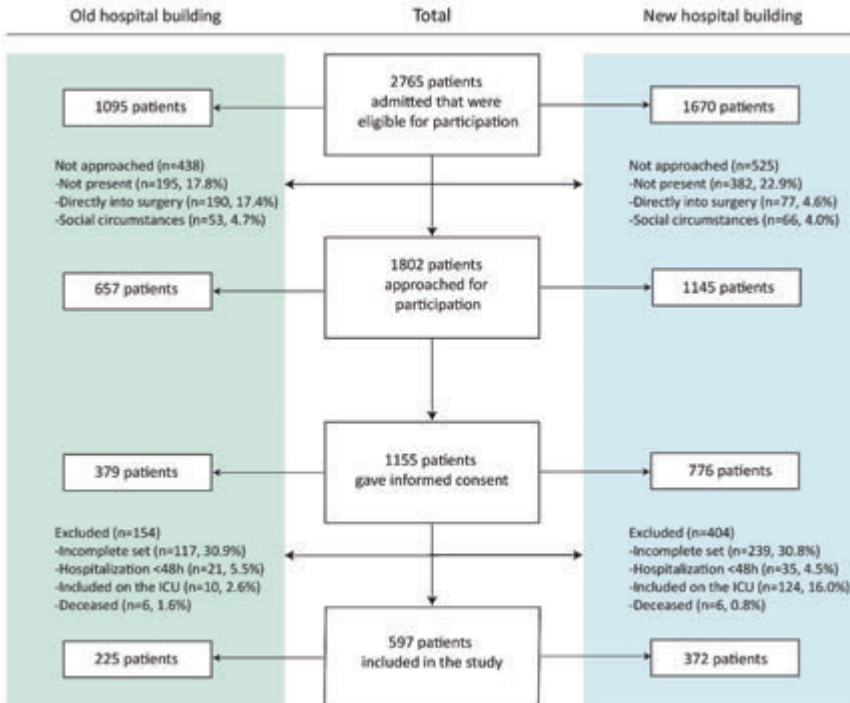 Old hospital building
Total
New hospital building
2765 patients
admitted that were
eligible for participation
1095 patients
1670 patients
Not approached (n=438)
-Not present (n=195, 17.8%)
-Directly into surgery (n=190, 17.4%)
-Social circumstances (n=53, 4.7%)
Not approached (n=525)
-Not present (n=382, 22.9%)
-Directly into surgery (n=77, 4.6%)
-Social circumstances (n=66, 4.0%)
1802 patients
approached for
participation
657 patients
1145 patients
1155 patients
gave informed consent
379 patients
776 patients
Excluded (n=154)
-Incomplete set (n=117, 30.9%)
-Hospitalization <48h (n=21, 5.5%)
-Included on the ICU (n=10, 2.6%)
-Deceased (n=6, 1.6%)
Excluded (n=404)
-Incomplete set (n=239, 30.8%)
-Hospitalization <48h (n=35, 4.5%)
-Included on the ICU (n=124, 16.0%)
-Deceased (n=6, 0.8%)
597 patients
included in the study
225 patients
372 patients